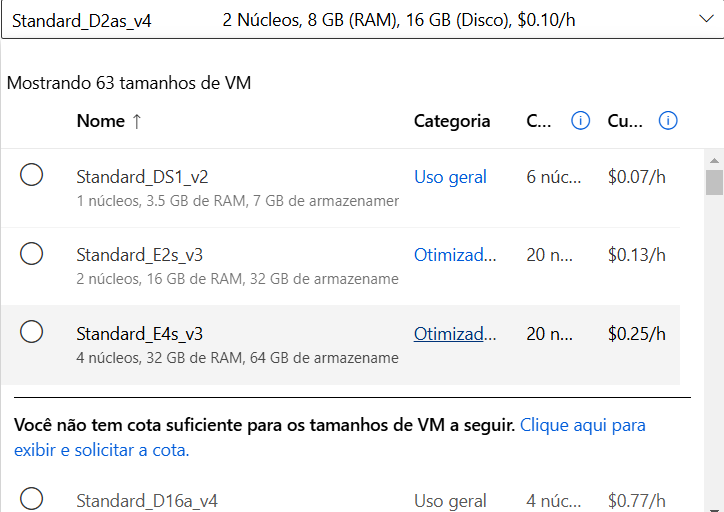 Standard_D2as_v4 2 Núcleos, 8 GB (RAM), 16 GB (Disco), $0.10/h
Mostrando 63 tamanhos de VM
Nome ↑ Categoria C... Cu...
Standard_DS1_v2 Uso geral 6 núc... $0.07/h
1 núcleos, 3.5 GB de RAM, 7 GB de armazenamer
Standard_E2s_v3 Otimizad... 20 n... $0.13/h
2 núcleos, 16 GB de RAM, 32 GB de armazename
Standard_E4s_v3 Otimizad... 20 n... $0.25/h
4 núcleos, 32 GB de RAM, 64 GB de armazename
Você não tem cota suficiente para os tamanhos de VM a seguir. Clique aqui para
exibir e solicitar a cota.
Standard_D16a_v4 Uso geral 4 núc... $0.77/h